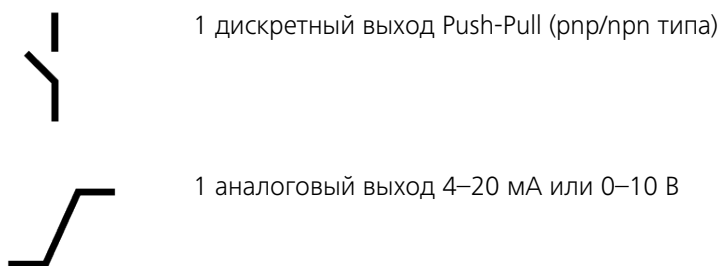 1 дискретный выход Push-Pull (pnp/npn типа)
1 аналоговый выход 4–20 мА или 0–10 В